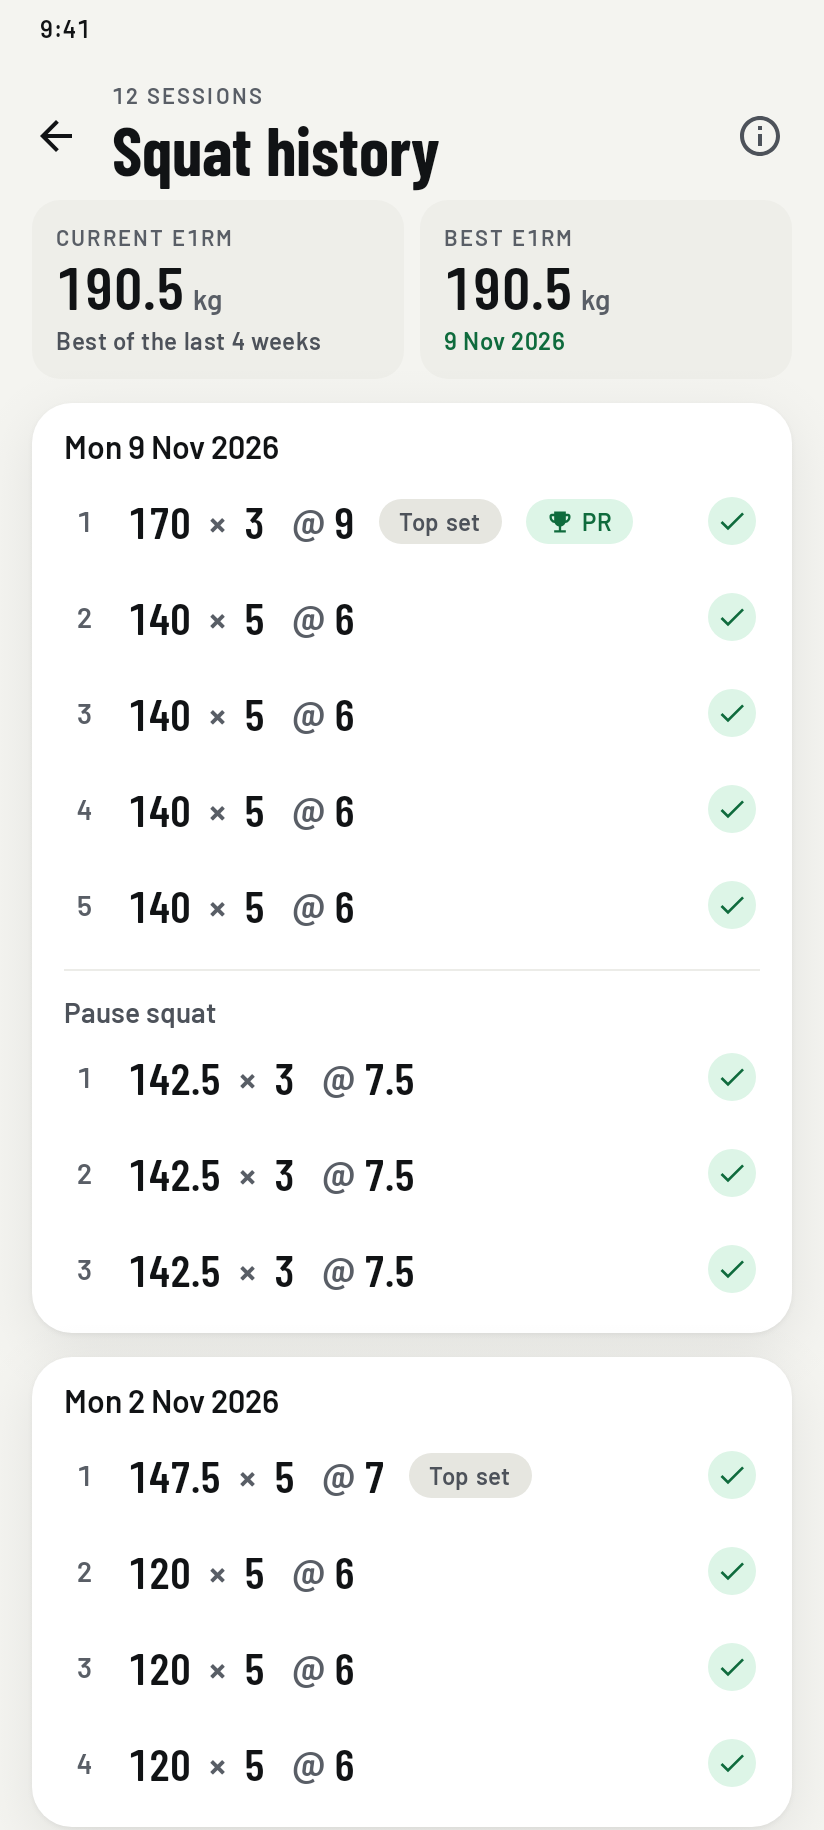 9:41
12 SESSIONS
Squat history
CURRENT E1RM
190.5 kg
Best of the last 4 weeks
BEST E1RM
190.5 kg
9 Nov 2026
Mon 9 Nov 2026
1 170 × 3 @ 9 Top set PR
2 140 × 5 @ 6
3 140 × 5 @ 6
4 140 × 5 @ 6
5 140 × 5 @ 6
Pause squat
1 142.5 × 3 @ 7.5
2 142.5 × 3 @ 7.5
3 142.5 × 3 @ 7.5
Mon 2 Nov 2026
1 147.5 × 5 @ 7 Top set
2 120 × 5 @ 6
3 120 × 5 @ 6
4 120 × 5 @ 6